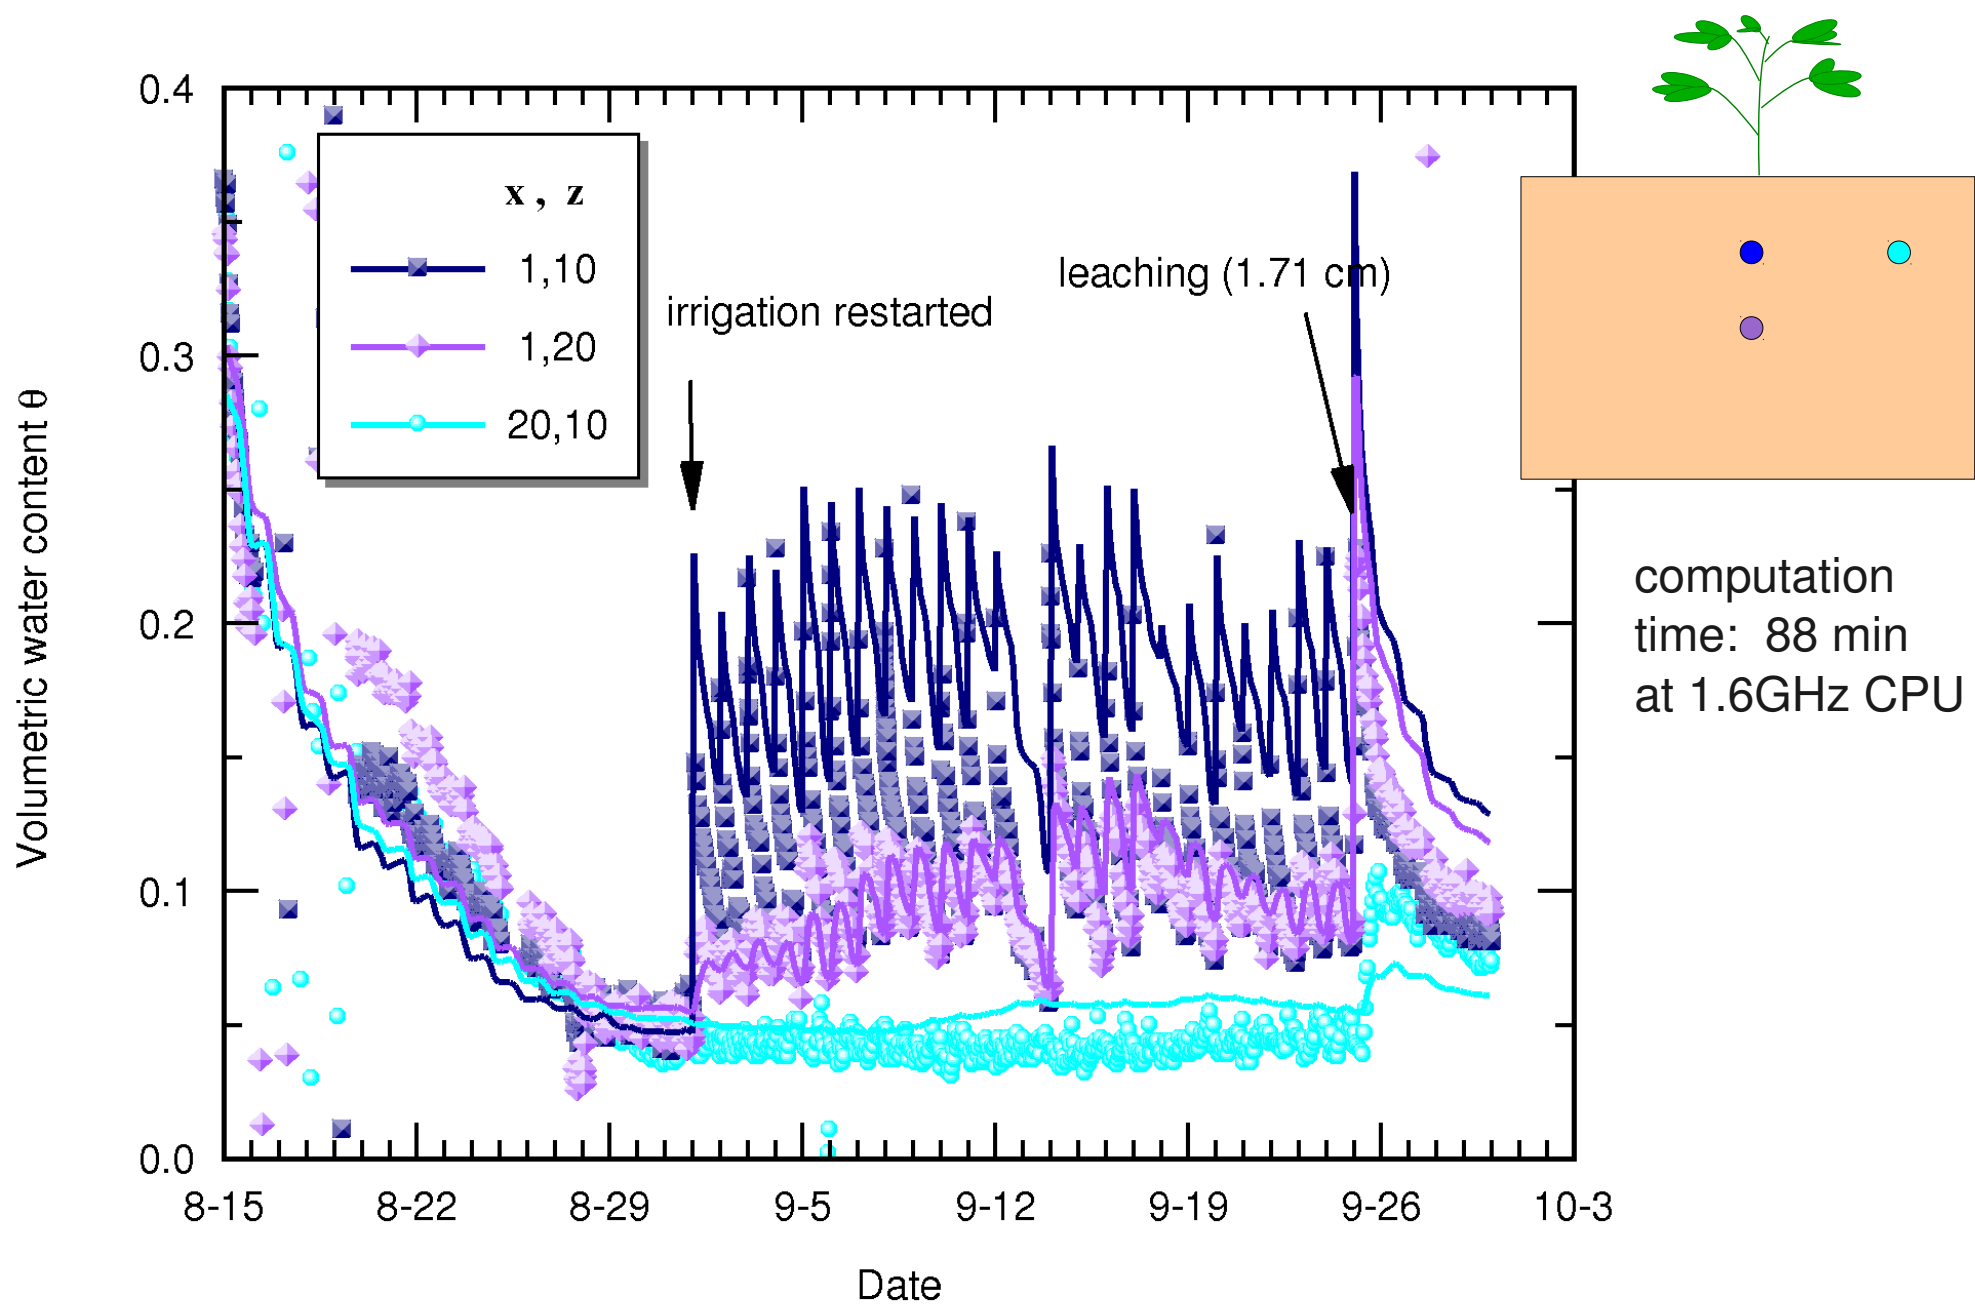 0.4
0.3
0.2
0.1
0.0
Volumetric water content θ
x , z
1,10
1,20
20,10
irrigation restarted
leaching (1.71 cm)
8-15
8-22
8-29
9-5
9-12
9-19
9-26
10-3
Date
computation
time: 88 min
at 1.6GHz CPU